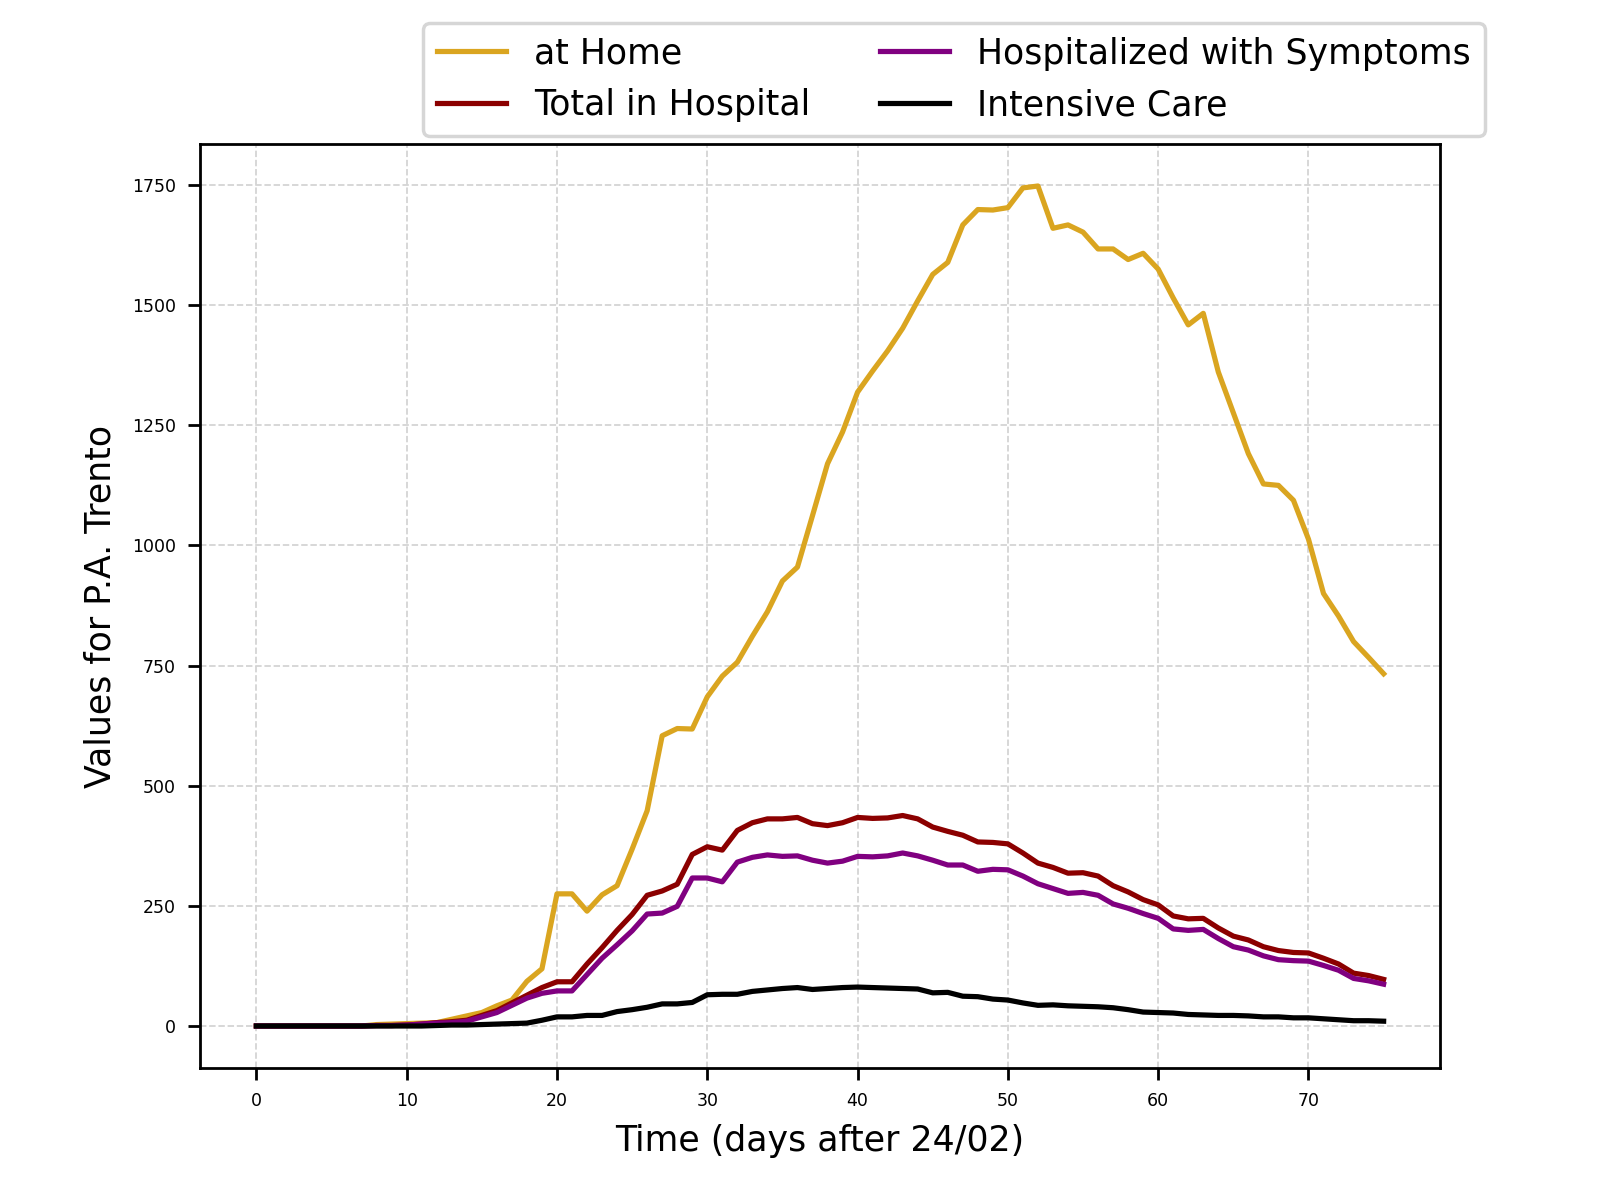 at Home
Total in Hospital
Hospitalized with Symptoms
Intensive Care
Values for P.A. Trento
1750
1500
1250
1000
750
500
250
0
0 10 20 30 40 50 60 70
Time (days after 24/02)